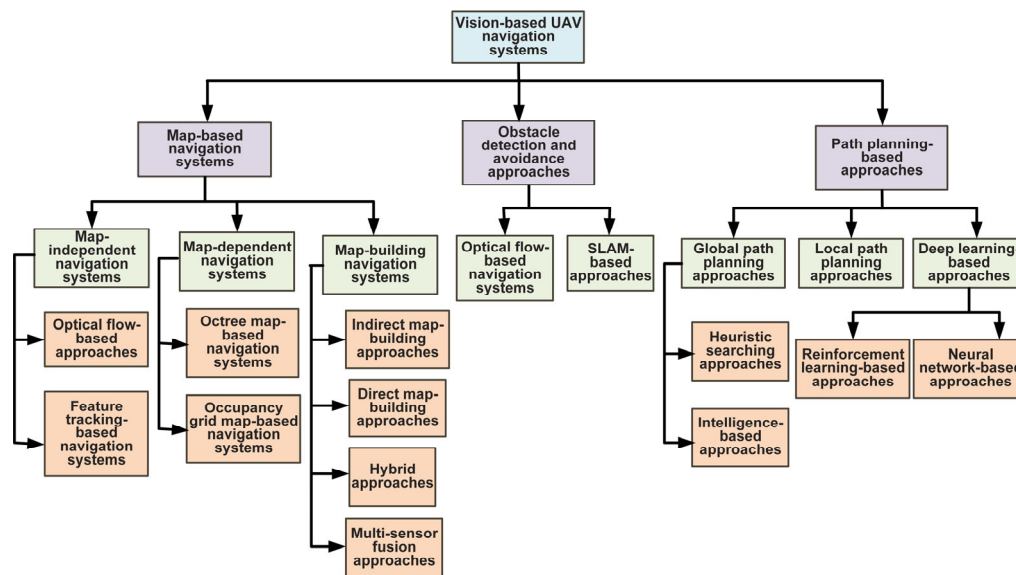 Vision-based UAV
navigation
systems
Map-based
navigation
systems
Obstacle
detection and
avoidance
approaches
Path planning-
based
approaches
Map-
independent
navigation
systems
Map-dependent
navigation
systems
Map-building
navigation
systems
Optical flow-
based
navigation
systems
SLAM-
based
approaches
Global path
planning
approaches
Local path
planning
approaches
Deep learning-
based
approaches
Optical flow-
based
approaches
Feature
tracking-
based
navigation
systems
Octree map-
based
navigation
systems
Occupancy
grid map-based
navigation
systems
Indirect map-
building
approaches
Direct map-
building
approaches
Hybrid
approaches
Multi-sensor
fusion
approaches
Heuristic
searching
approaches
Intelligence-
based
approaches
Reinforcement
learning-based
approaches
Neural
network-based
approaches